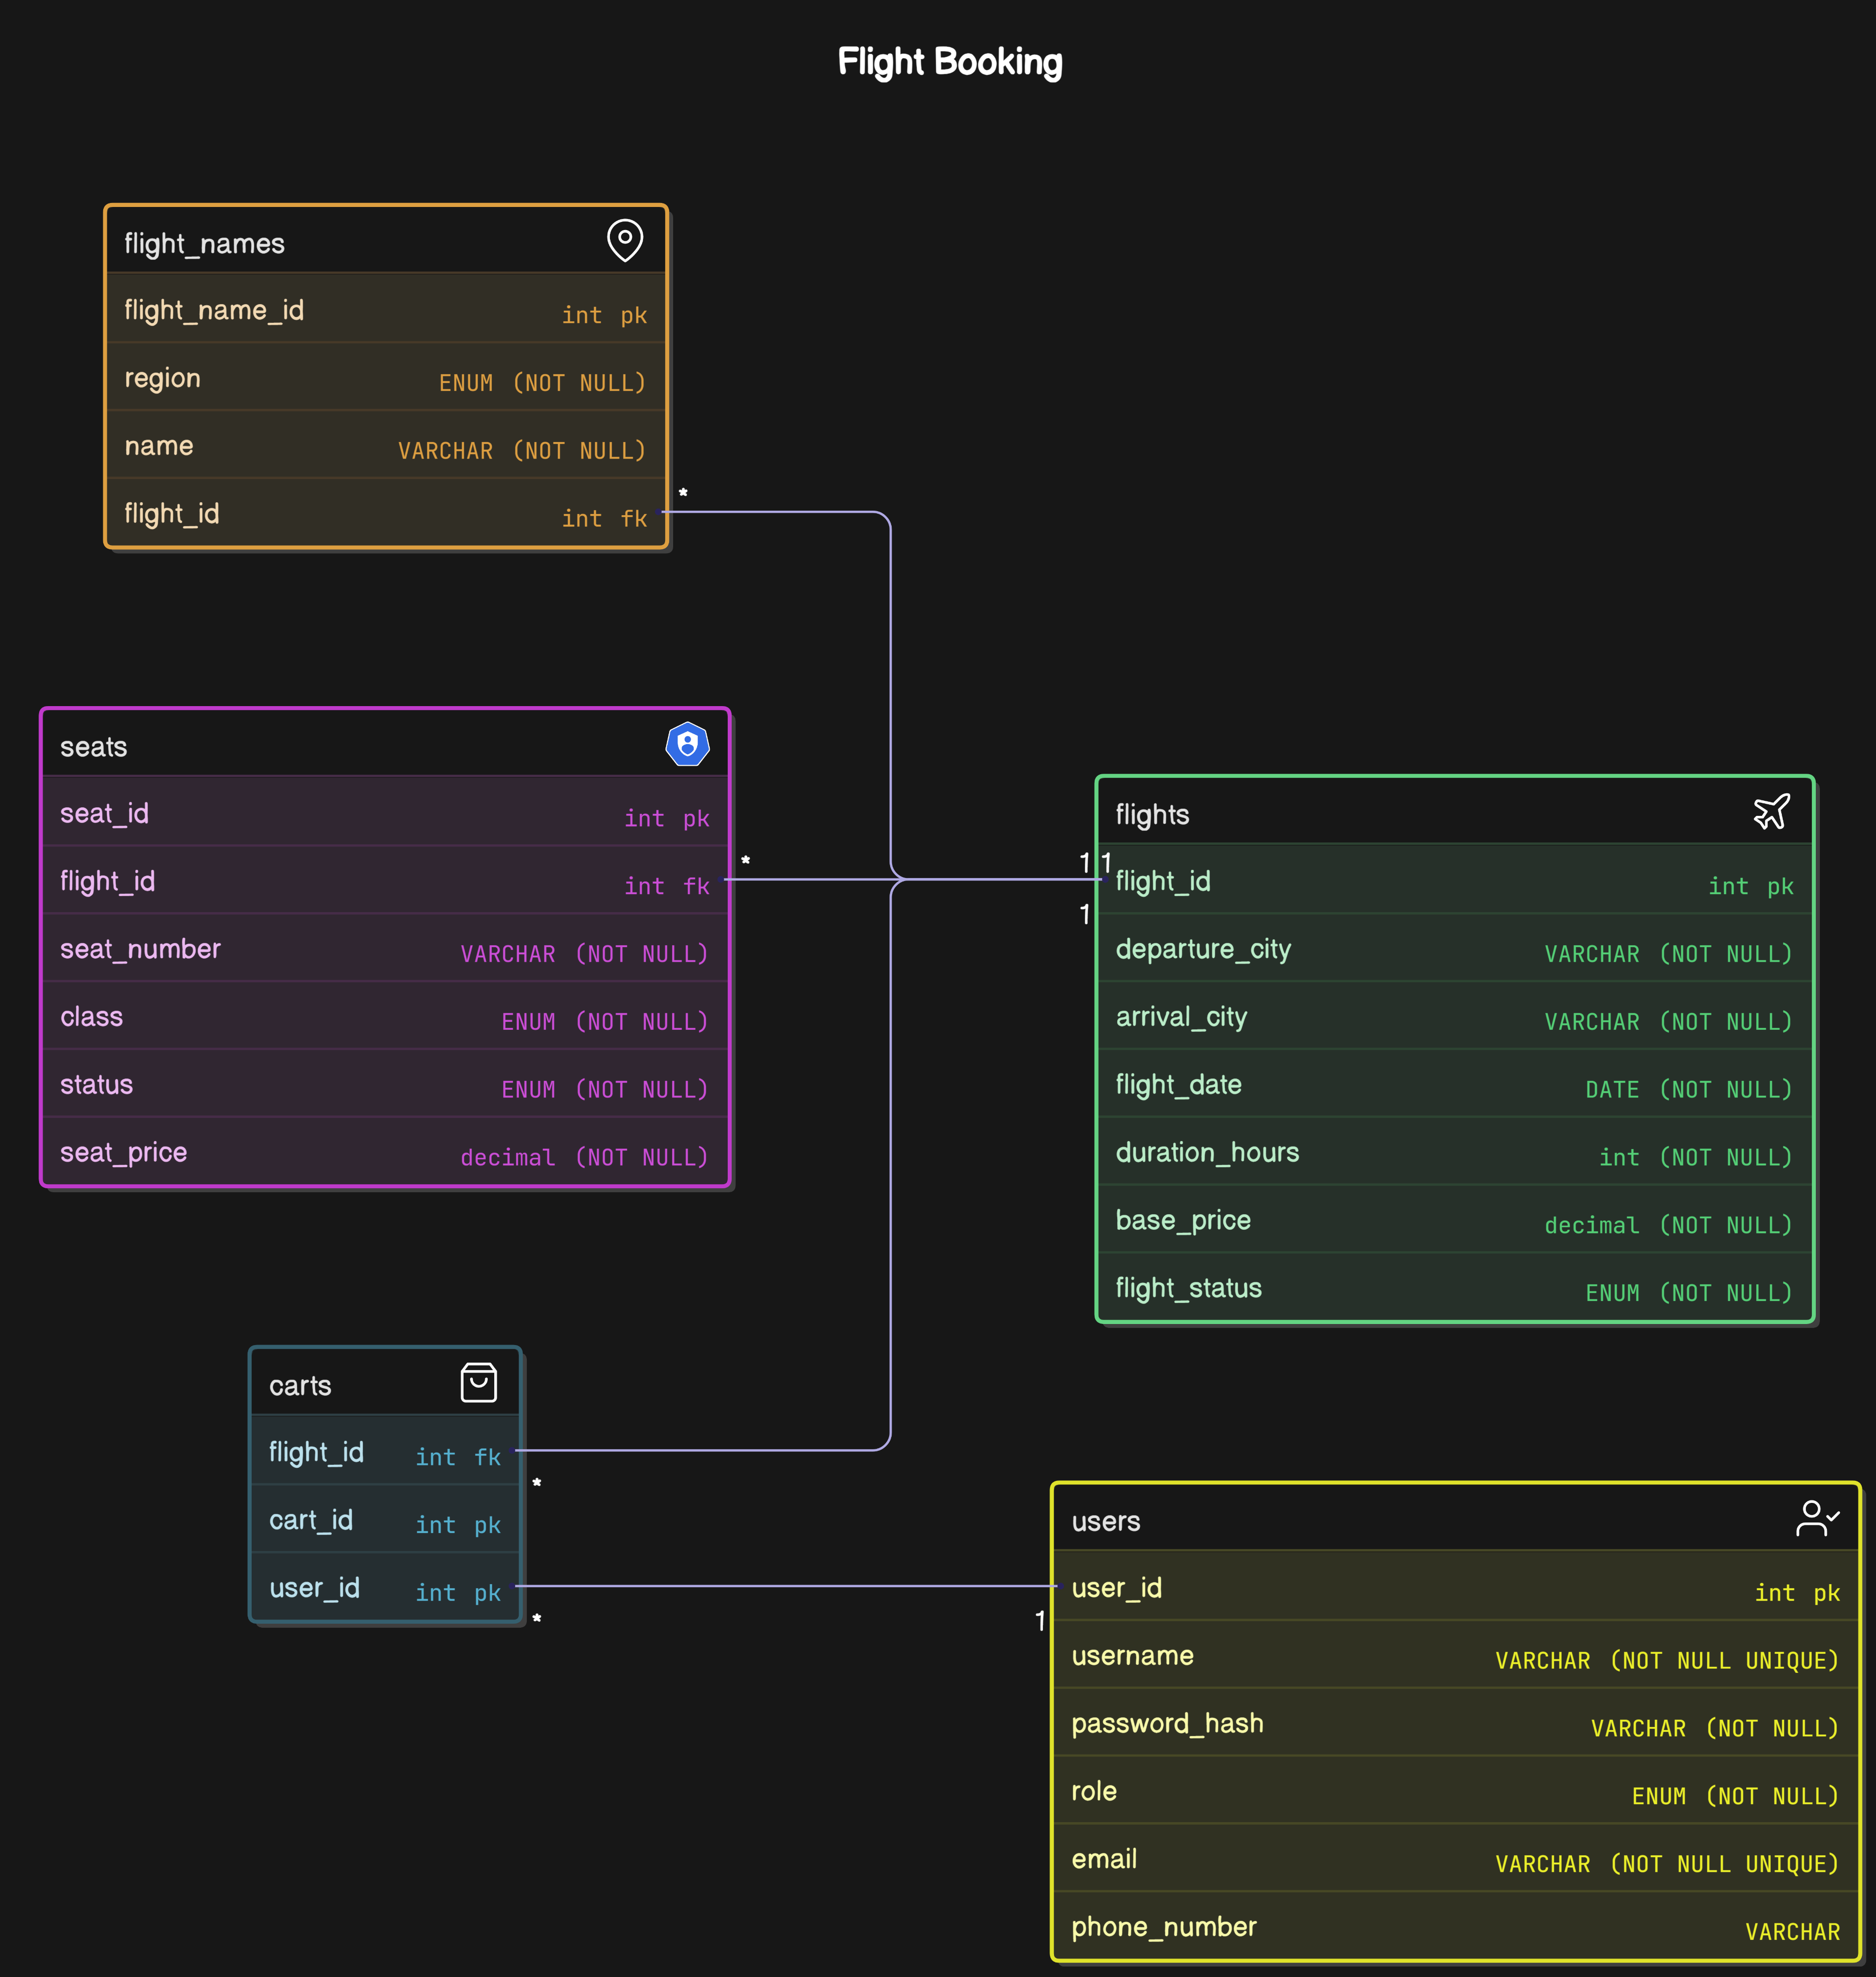 Flight Booking
flight_names
flight_name_id int pk
region ENUM (NOT NULL)
name VARCHAR (NOT NULL)
flight_id int fk
*
seats
seat_id int pk
flight_id int fk
seat_number VARCHAR (NOT NULL)
class ENUM (NOT NULL)
status ENUM (NOT NULL)
seat_price decimal (NOT NULL)
*
1 1
1
flights
flight_id int pk
departure_city VARCHAR (NOT NULL)
arrival_city VARCHAR (NOT NULL)
flight_date DATE (NOT NULL)
duration_hours int (NOT NULL)
base_price decimal (NOT NULL)
flight_status ENUM (NOT NULL)
carts
flight_id int fk
cart_id int pk
user_id int pk
*
*
1
users
user_id int pk
username VARCHAR (NOT NULL UNIQUE)
password_hash VARCHAR (NOT NULL)
role ENUM (NOT NULL)
email VARCHAR (NOT NULL UNIQUE)
phone_number VARCHAR